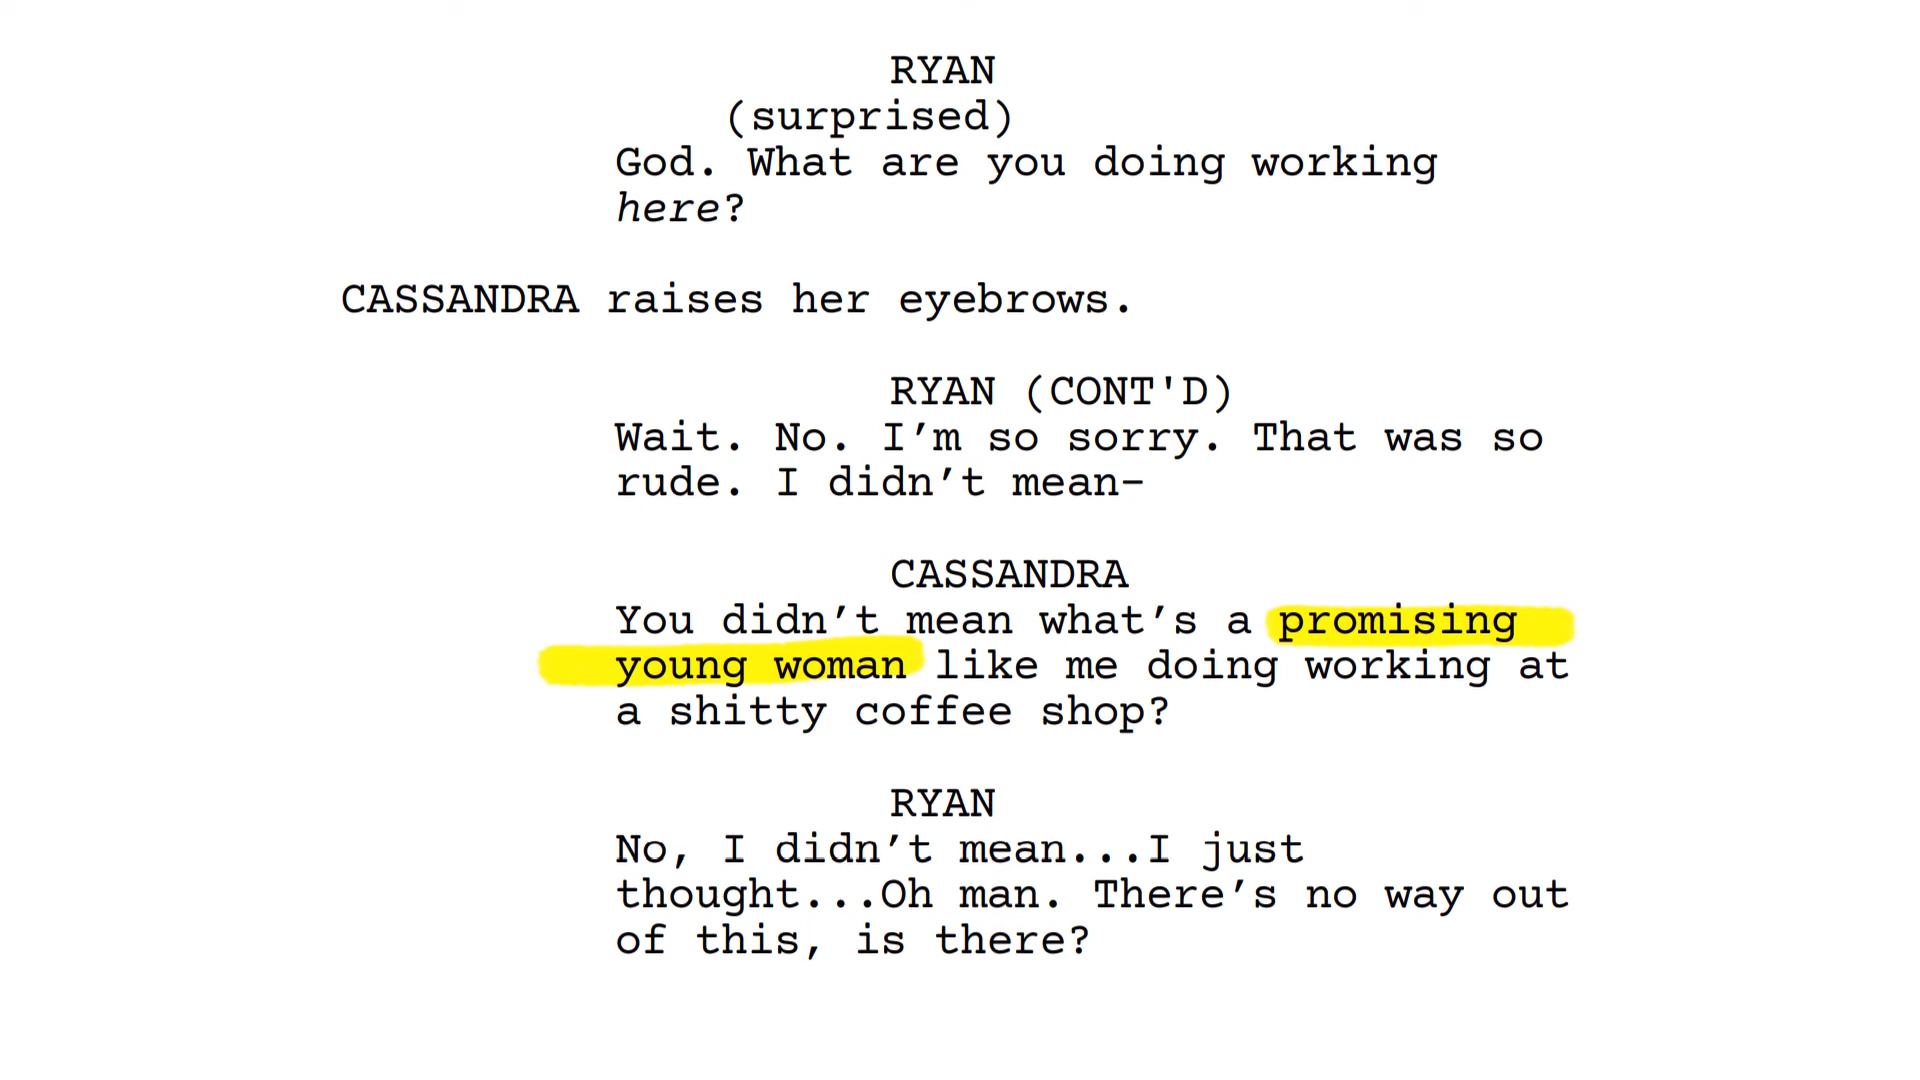 RYAN
(surprised)
God. What are you doing working
here?
CASSANDRA raises her eyebrows.
RYAN (CONT'D)
Wait. No. I’m so sorry. That was so
rude. I didn’t mean-
CASSANDRA
You didn’t mean what’s a promising
young woman like me doing working at
a shitty coffee shop?
RYAN
No, I didn’t mean...I just
thought...Oh man. There’s no way out
of this, is there?